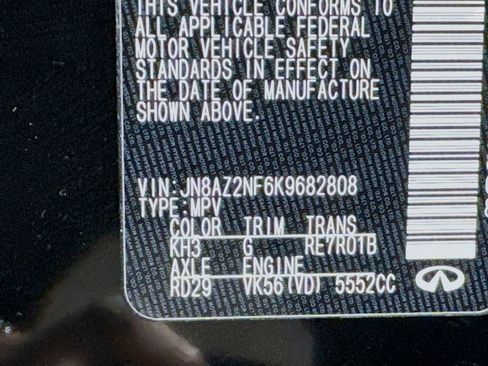 THIS VEHICLE CONFORMS TO
ALL APPLICABLE FEDERAL
MOTOR VEHICLE SAFETY
STANDARDS IN EFFECT ON
THE DATE OF MANUFACTURE
SHOWN ABOVE.
VIN:JN8AZ2NF6K9682808
TYPE:MPV
COLOR TRIM TRANS
KH3 G RE7R01B
AXLE ENGINE
RD29 VK56(VD) 5552CC